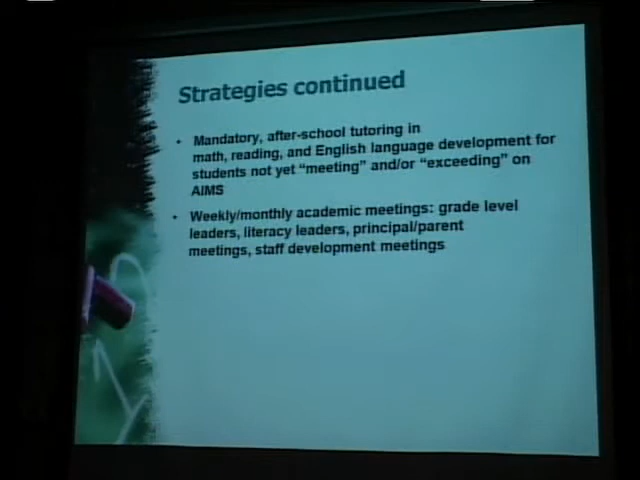 Strategies continued
• Mandatory, after-school tutoring in
math, reading, and English language development for
students not yet “meeting” and/or “exceeding” on
AIMS
• Weekly/monthly academic meetings: grade level
leaders, literacy leaders, principal/parent
meetings, staff development meetings